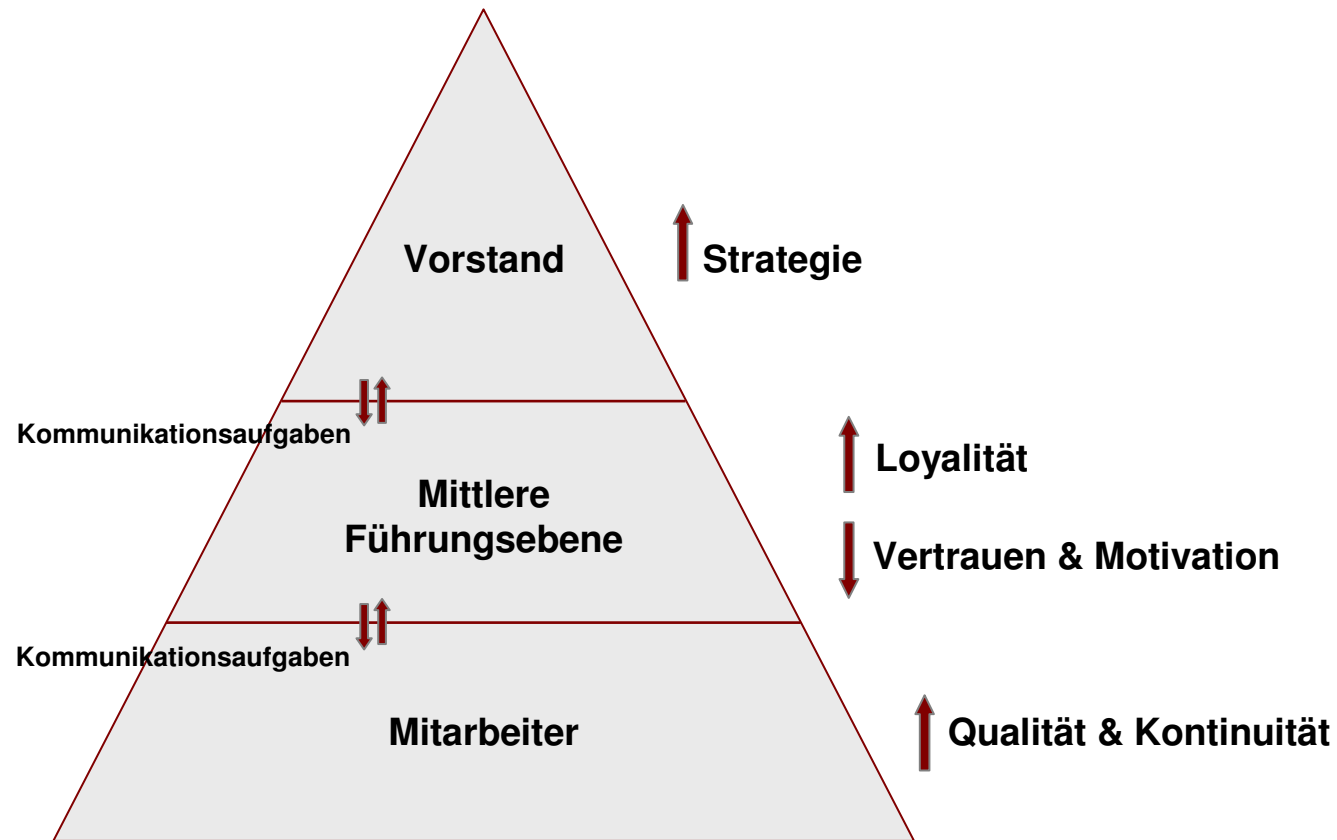 Vorstand
Strategie
Kommunikationsaufgaben
Loyalität
Mittlere
Führungsebene
Vertrauen & Motivation
Kommunikationsaufgaben
Mitarbeiter
Qualität & Kontinuität